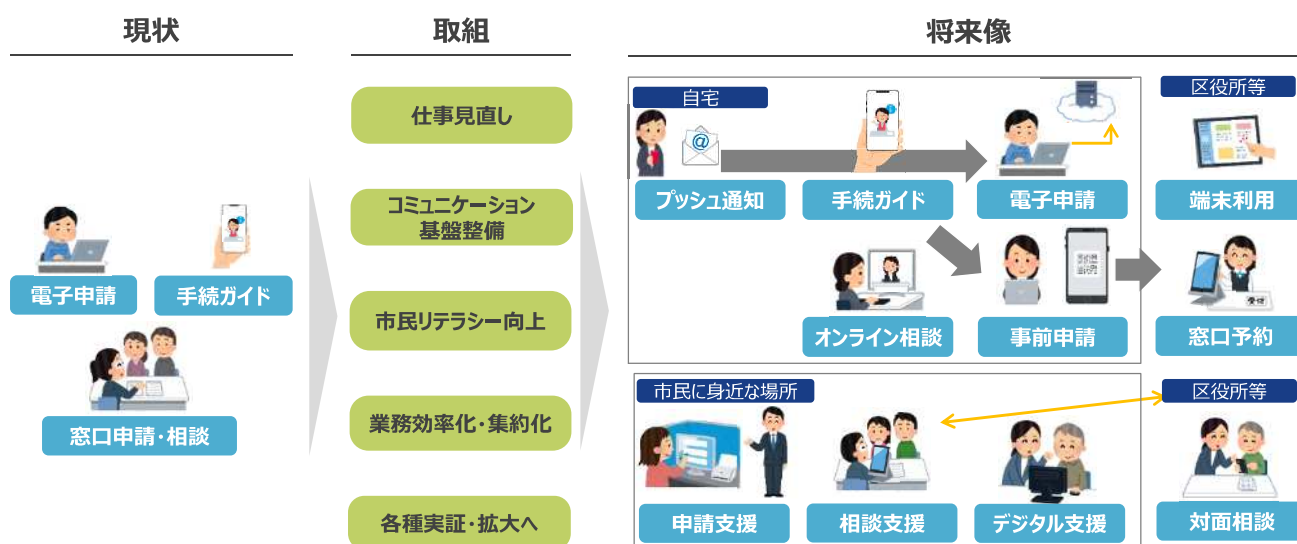 現状
取組
将来像
電子申請
手続ガイド
窓口申請・相談
仕事見直し
コミュニケーション
基盤整備
市民リテラシー向上
業務効率化・集約化
各種実証・拡大へ
自宅
@
プッシュ通知
手続ガイド
電子申請
オンライン相談
事前申請
区役所等
端末利用
受付
窓口予約
市民に身近な場所
申請支援
相談支援
デジタル支援
区役所等
対面相談